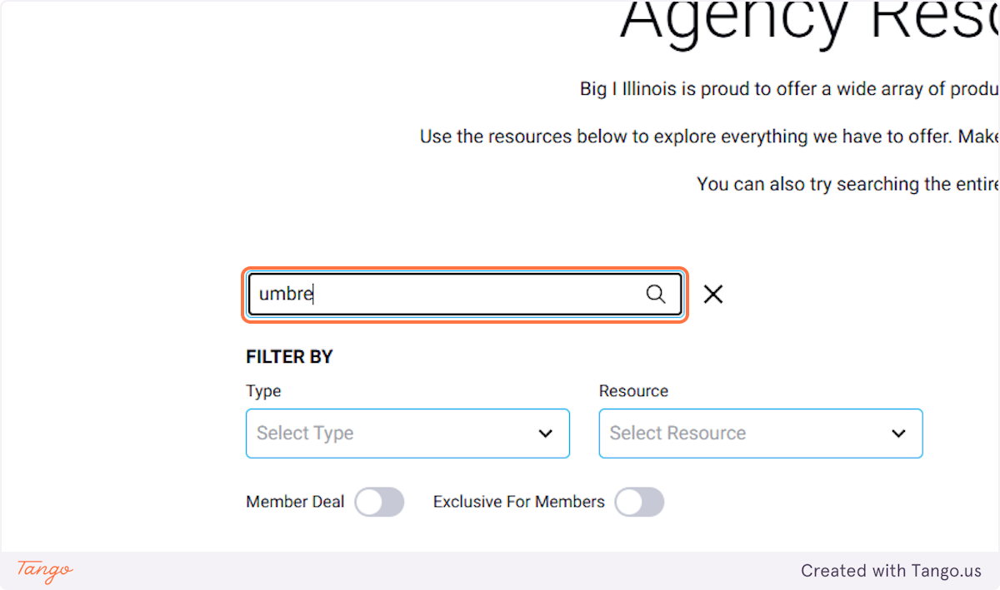 Agency Reso
Big I Illinois is proud to offer a wide array of produ
Use the resources below to explore everything we have to offer. Make
You can also try searching the entire
umbre
FILTER BY
Type Resource
Select Type Select Resource
Member Deal Exclusive For Members
Tango Created with Tango.us